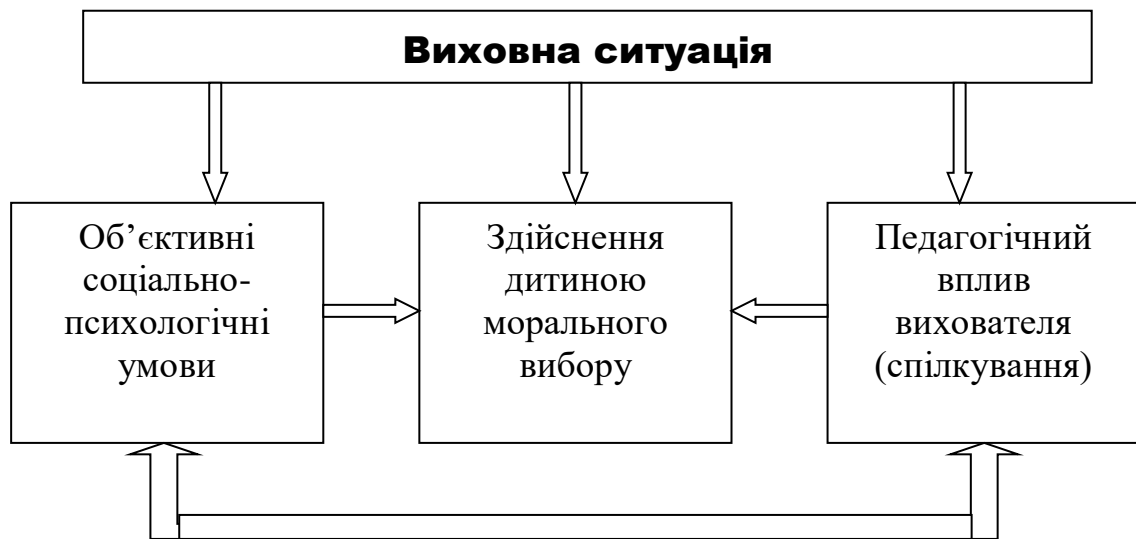 Виховна ситуація
Об’єктивні
соціально-
психологічні
умови
Здійснення
дитиною
морального
вибору
Педагогічний
вплив
вихователя
(спілкування)